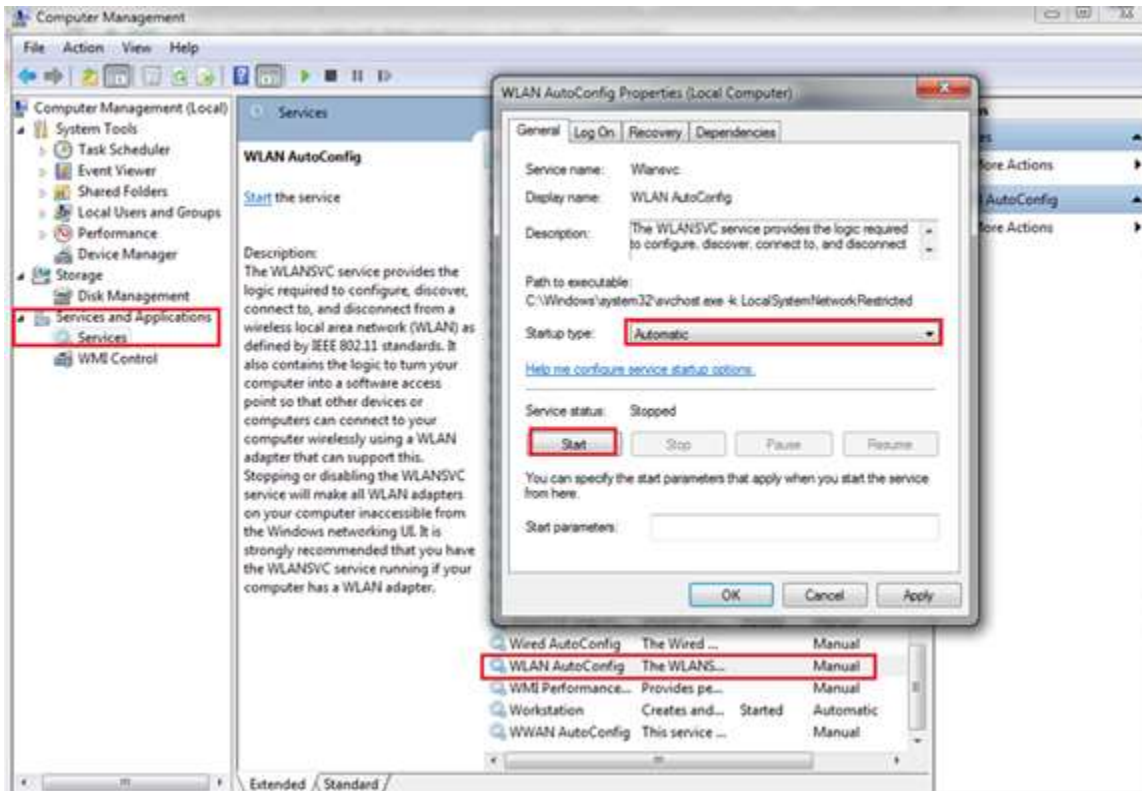 Computer Management
File Action View Help
Computer Management (Local)
System Tools
Task Scheduler
Event Viewer
Shared Folders
Local Users and Groups
Performance
Device Manager
Storage
Disk Management
Services and Applications
Services
WMI Control
Services
WLAN AutoConfig
Start the service
Description:
The WLANSVC service provides the
logic required to configure, discover,
connect to, and disconnect from a
wireless local area network (WLAN) as
defined by IEEE 802.11 standards. It
also contains the logic to turn your
computer into a software access
point so that other devices or
computers can connect to your
computer wirelessly using a WLAN
adapter that can support this.
Stopping or disabling the WLANSVC
service will make all WLAN adapters
on your computer inaccessible from
the Windows networking UI. It is
strongly recommended that you have
the WLANSVC service running if your
computer has a WLAN adapter.
WLAN AutoConfig Properties (Local Computer)
General Log On Recovery Dependencies
Service name: Wlansvc
Display name: WLAN AutoConfig
Description: The WLANSVC service provides the logic required
to configure, discover, connect to, and disconnect
Path to executable:
C:\Windows\system32\svchost.exe -k LocalSystemNetworkRestricted
Startup type: Automatic
Help me configure service startup options.
Service status: Stopped
Start Stop Pause Resume
You can specify the start parameters that apply when you start the service
from here.
Start parameters:
OK Cancel Apply
Wired AutoConfig The Wired ... Manual
WLAN AutoConfig The WLANS... Manual
WMI Performance... Provides pe... Manual
Workstation Creates and... Started Automatic
WWAN AutoConfig This service ... Manual
Extended Standard
More Actions
AutoConfig
More Actions